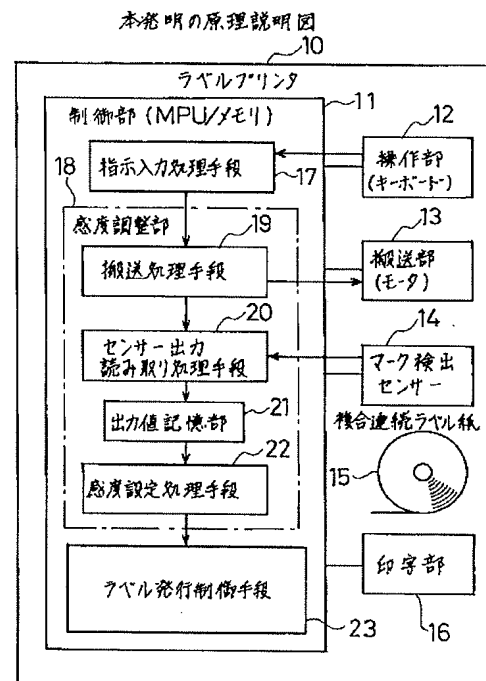 本発明の原理説明図
10
ラベルプリンタ
11
制御部(MPU/メモリ)
12
操作部
(キーボード)
指示入力処理手段
17
18
感度調整部
19
13
搬送部
(モータ)
搬送処理手段
20
14
センサー出力
読み取り処理手段
マーク検出
センサー
21
出力値記憶部
複合連続ラベル紙
22
15
感度設定処理手段
印字部
ラベル発行制御手段
16
23